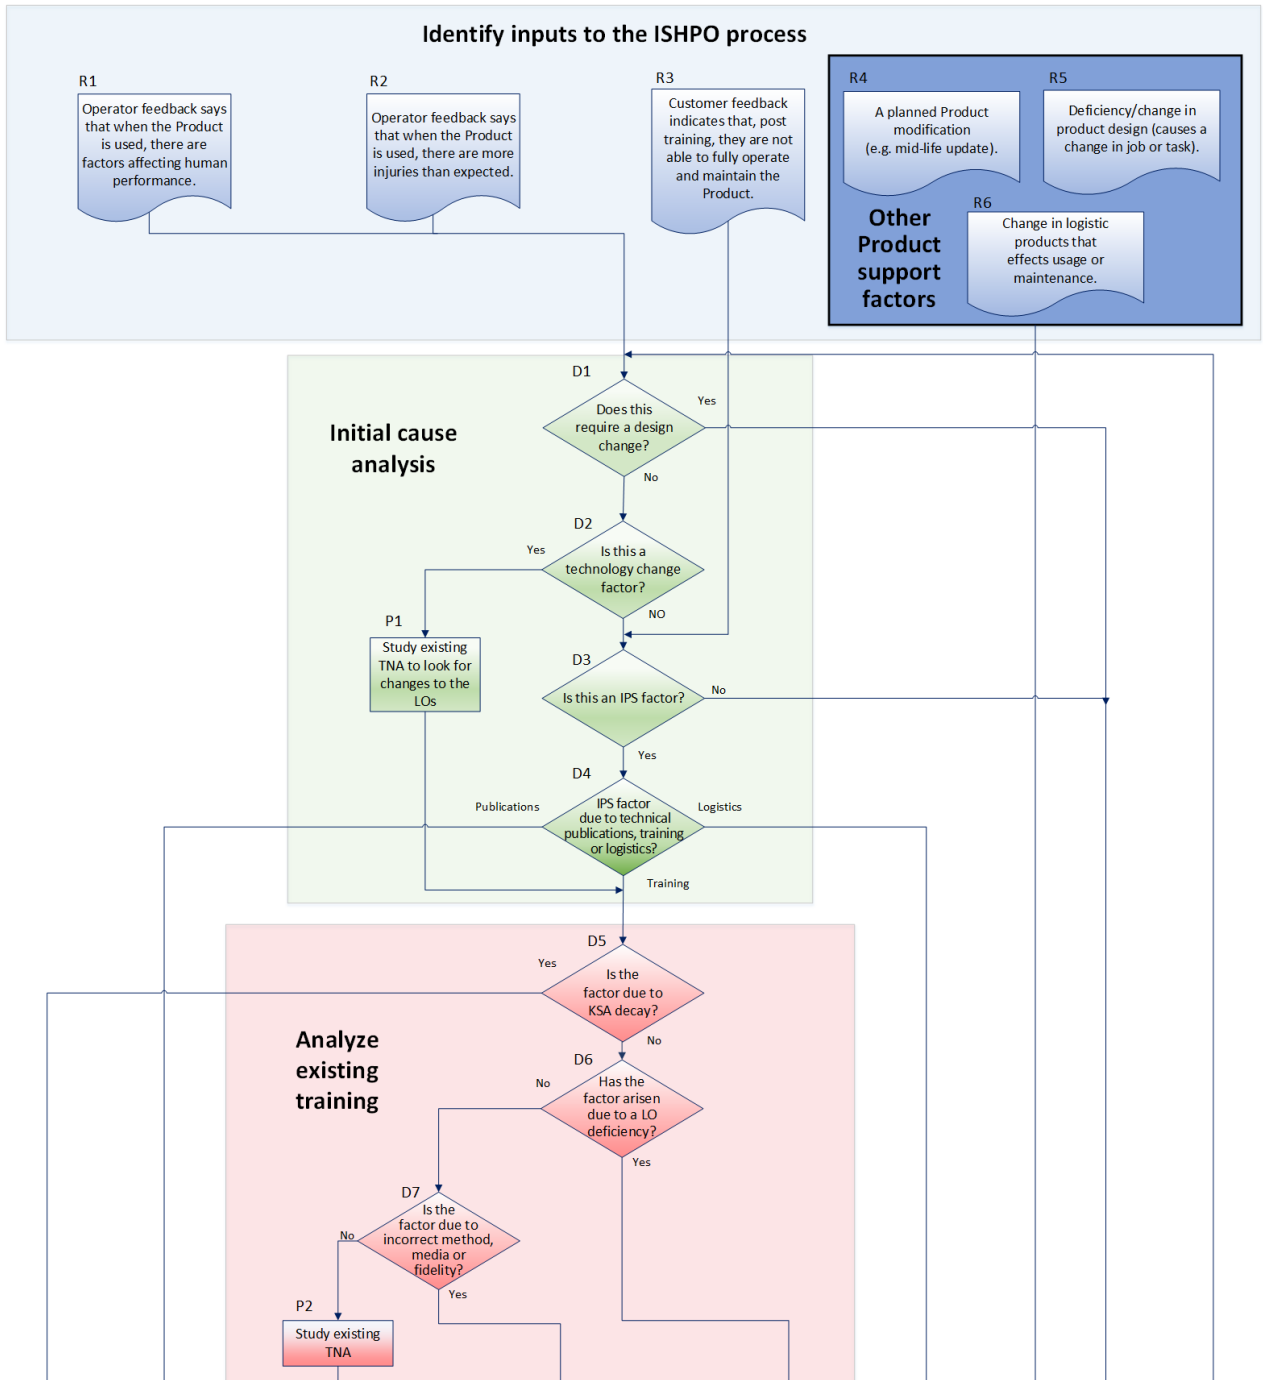 Identify inputs to the ISHPO process
R1
Operator feedback says
that when the Product
is used, there are
factors affecting human
performance.
R2
Operator feedback says
that when the Product
is used, there are more
injuries than expected.
R3
Customer feedback
indicates that, post
training, they are not
able to fully operate
and maintain the
Product.
R4
A planned Product
modification
(e.g. mid-life update).
R5
Deficiency/change in
product design (causes a
change in job or task).
R6
Change in logistic
products that
effects usage or
maintenance.
Other
Product
support
factors
Initial cause
analysis
D1
Does this
require a design
change?
Yes
No
D2
Is this a
technology change
factor?
Yes
NO
P1
Study existing
TNA to look for
changes to the
LOs
D3
Is this an IPS factor?
No
Yes
D4
IPS factor
due to technical
publications, training
or logistics?
Publications
Logistics
Training
Analyze
existing
training
D5
Is the
factor due to
KSA decay?
Yes
No
D6
Has the
factor arisen
due to a LO
deficiency?
No
Yes
D7
Is the
factor due to
incorrect method,
media or
fidelity?
No
Yes
P2
Study existing
TNA